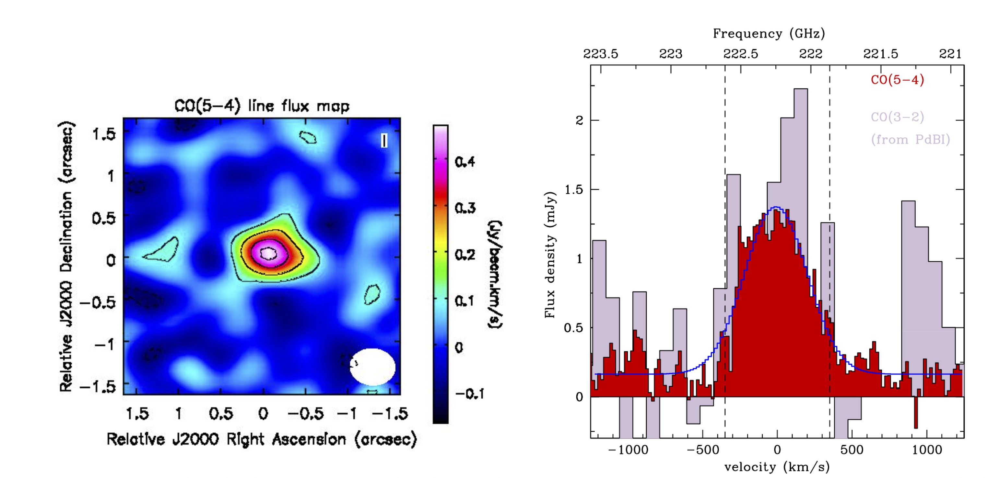 CO(5−4) line flux map
Relative J2000 Declination (arcsec)
1.5
1
0.5
0
−0.5
−1
−1.5
1.5 1 0.5 0 −0.5 −1 −1.5
Relative J2000 Right Ascension (arcsec)
0.4
0.3
0.2
0.1
0
−0.1
(Jy/beam.km/s)
Frequency (GHz)
223.5 223 222.5 222 221.5 221
CO(5−4)
CO(3−2)
(from PdBI)
Flux density (mJy)
2
1.5
1
0.5
0
−1000 −500 0 500 1000
velocity (km/s)